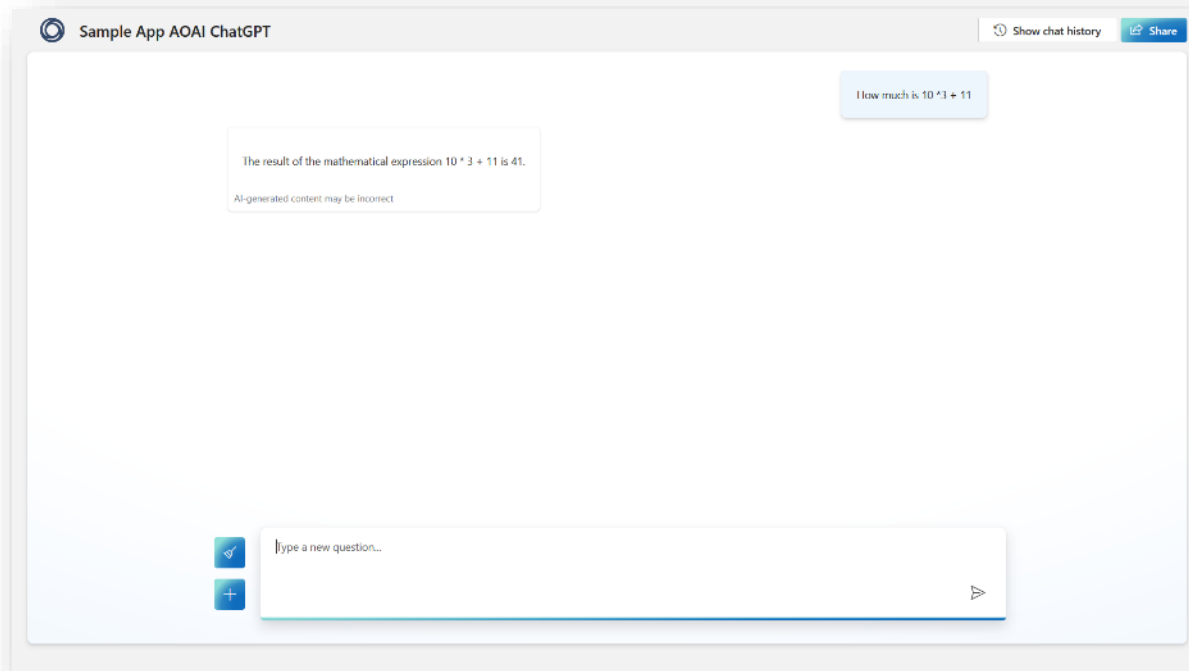 Sample App AOAI ChatGPT
Show chat history
Share
How much is 10 *3 + 11
The result of the mathematical expression 10 * 3 + 11 is 41.
AI-generated content may be incorrect
Type a new question...